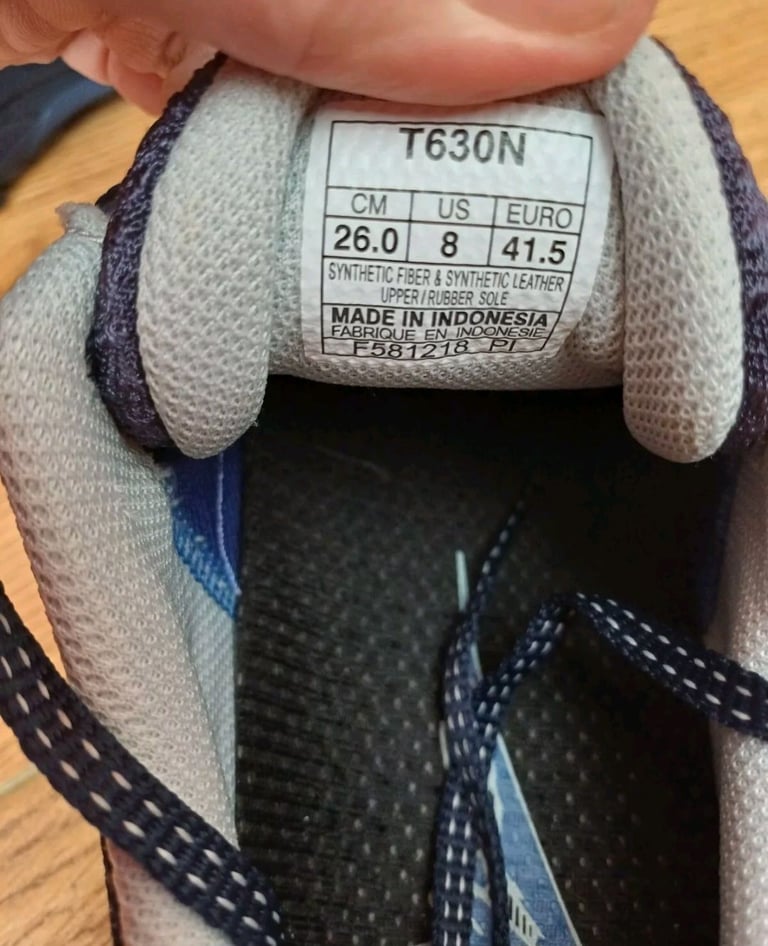 T630N
CM US EURO
26.0 8 41.5
SYNTHETIC FIBER & SYNTHETIC LEATHER
UPPER / RUBBER SOLE
MADE IN INDONESIA
FABRIQUE EN INDONESIE
F581218 PI